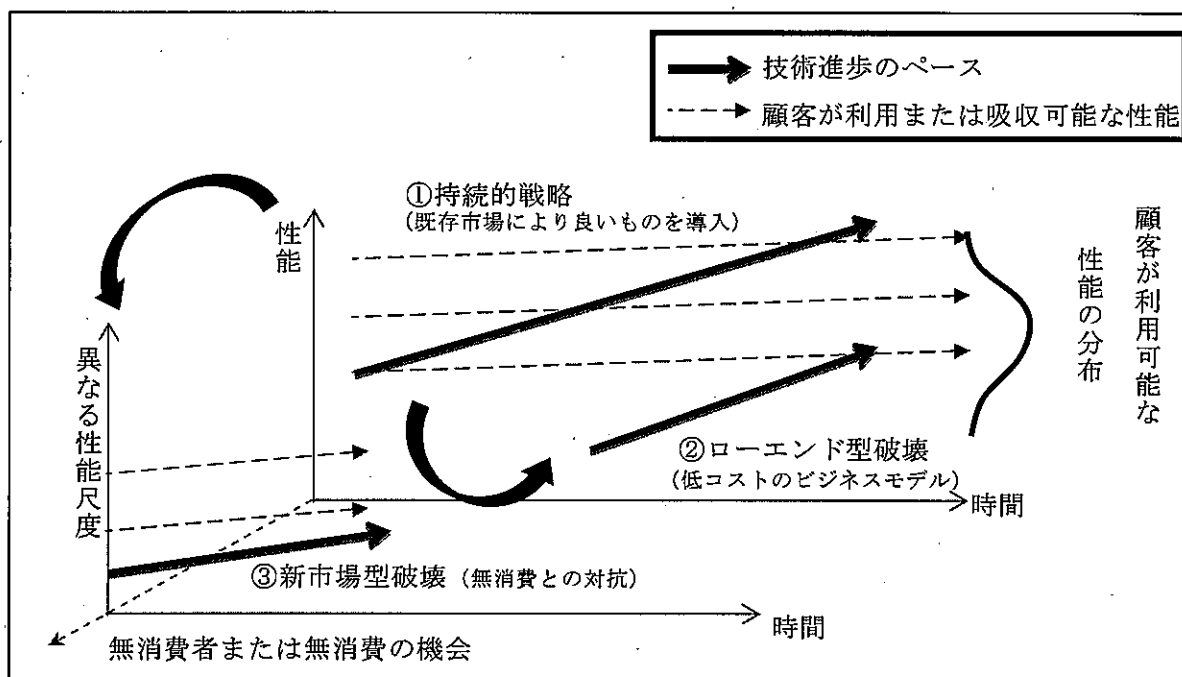 技術進歩のペース
顧客が利用または吸収可能な性能
①持続的戦略
(既存市場により良いものを導入)
性能
顧客が利用可能な
性能の分布
異なる性能尺度
②ローエンド型破壊
(低コストのビジネスモデル)
時間
③新市場型破壊(無消費との対抗)
時間
無消費者または無消費の機会